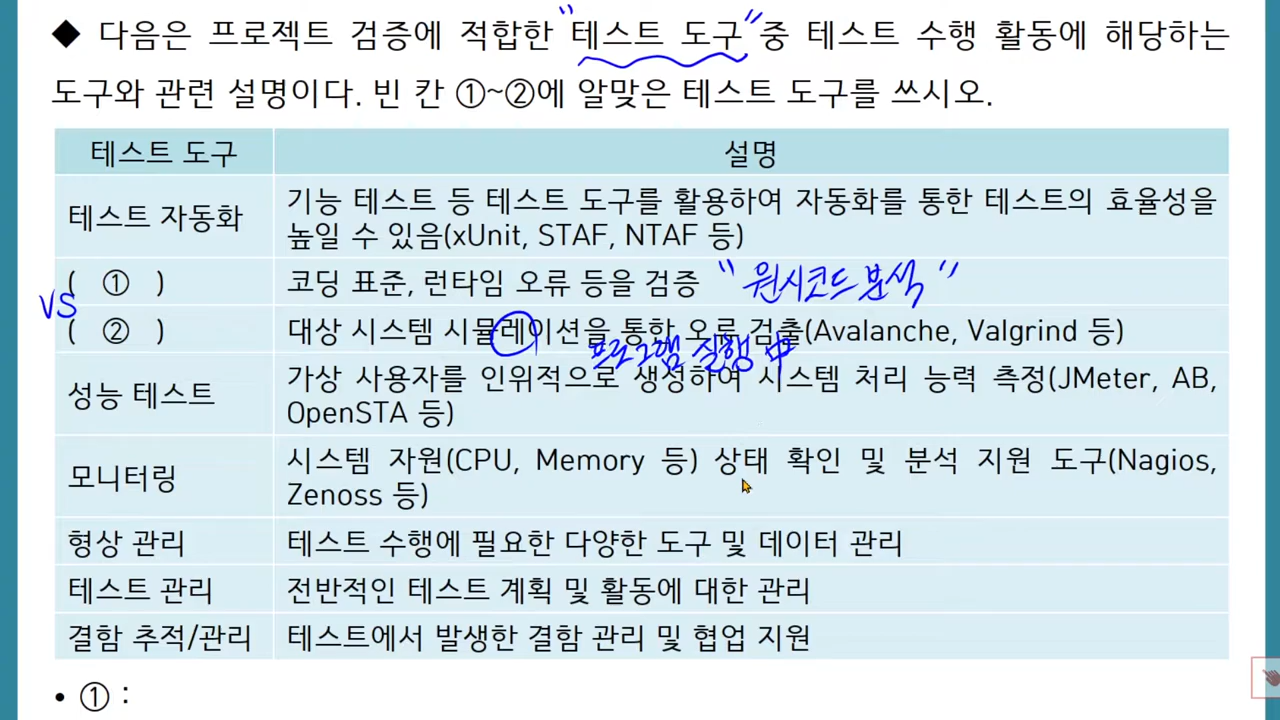 ◆ 다음은 프로젝트 검증에 적합한 "테스트 도구" 중 테스트 수행 활동에 해당하는
도구와 관련 설명이다. 빈 칸 ①~②에 알맞은 테스트 도구를 쓰시오.
테스트 도구 설명
테스트 자동화 기능 테스트 등 테스트 도구를 활용하여 자동화를 통한 테스트의 효율성을
높일 수 있음(xUnit, STAF, NTAF 등)
( ① ) 코딩 표준, 런타임 오류 등을 검증 "원시코드 분석"
VS
( ② ) 대상 시스템 시뮬레이션을 통한 오류 검출(Avalanche, Valgrind 등)
프로그램 실행 中
성능 테스트 가상 사용자를 인위적으로 생성하여 시스템 처리 능력 측정(JMeter, AB,
OpenSTA 등)
모니터링 시스템 자원(CPU, Memory 등) 상태 확인 및 분석 지원 도구(Nagios,
Zenoss 등)
형상 관리 테스트 수행에 필요한 다양한 도구 및 데이터 관리
테스트 관리 전반적인 테스트 계획 및 활동에 대한 관리
결함 추적/관리 테스트에서 발생한 결함 관리 및 협업 지원
• ① :